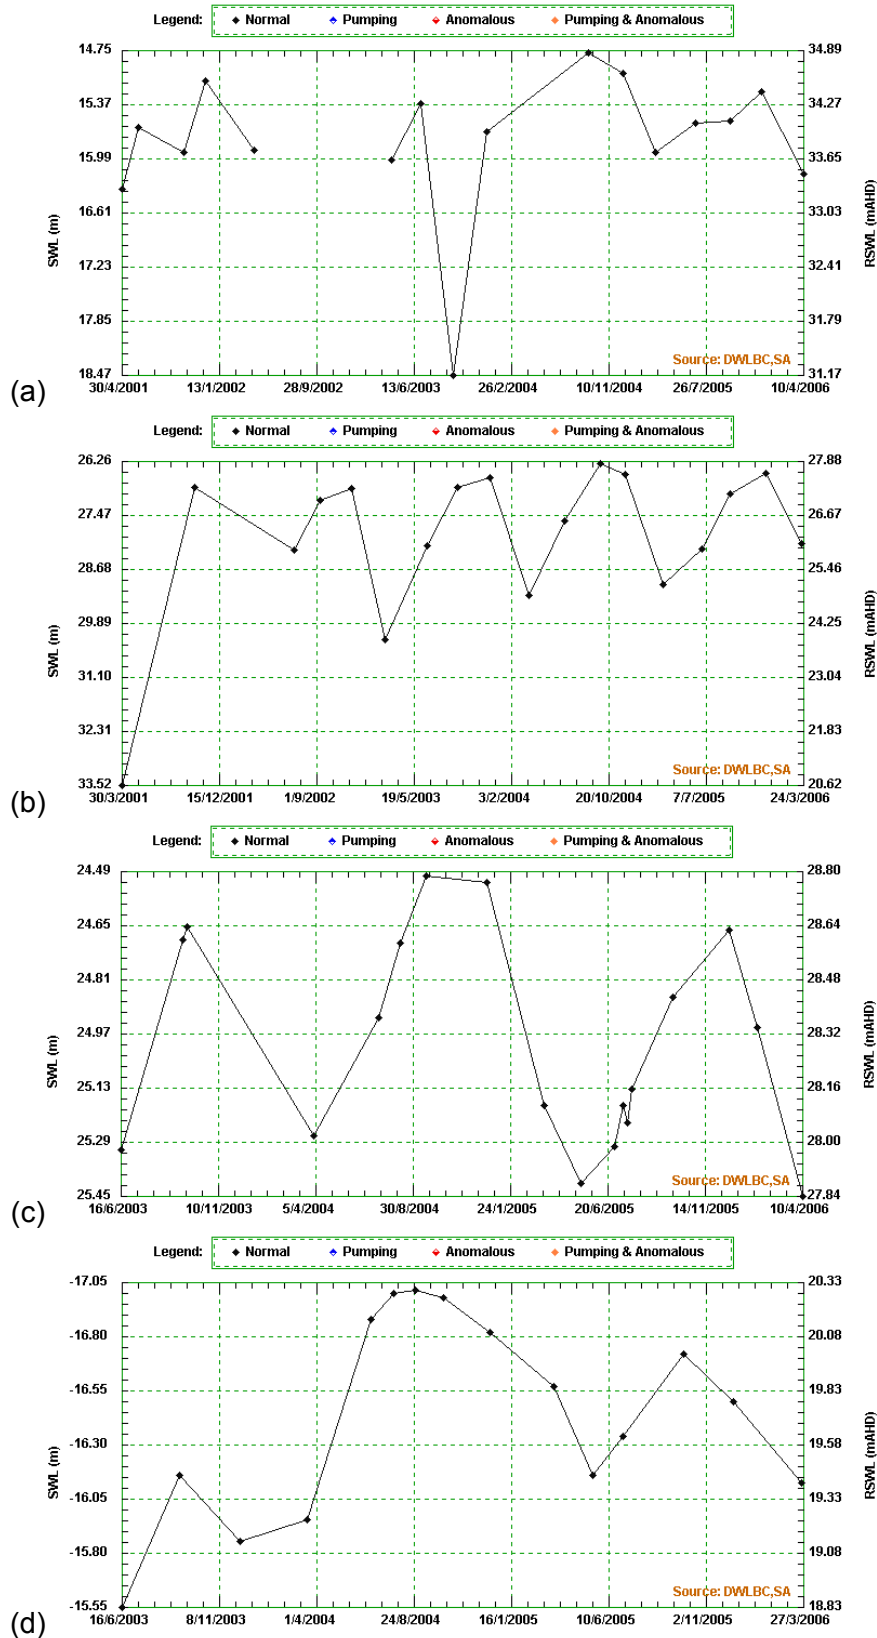 Legend: Normal Pumping Anomalous Pumping & Anomalous
14.75 34.89
15.37 34.27
15.99 33.65
16.61 33.03
SWL (m) RSWL (mAHD)
17.23 32.41
17.85 31.79
Source: DWLBC,SA
18.47 31.17
(a) 30/4/2001 13/11/2002 28/9/2002 13/6/2003 26/2/2004 10/11/2004 26/7/2005 10/4/2006
Legend: Normal Pumping Anomalous Pumping & Anomalous
26.26 27.88
27.47 26.67
28.68 25.46
29.89 24.25
SWL (m) RSWL (mAHD)
31.10 23.04
32.31 21.83
Source: DWLBC,SA
33.52 20.62
(b) 30/3/2001 15/12/2001 1/9/2002 19/5/2003 3/2/2004 20/10/2004 7/7/2005 24/3/2006
Legend: Normal Pumping Anomalous Pumping & Anomalous
24.49 28.80
24.65 28.64
24.81 28.48
24.97 28.32
SWL (m) RSWL (mAHD)
25.13 28.16
25.29 28.00
Source: DWLBC,SA
25.45 27.84
(c) 16/6/2003 10/11/2003 5/4/2004 30/8/2004 24/1/2005 20/6/2005 14/11/2005 10/4/2006
Legend: Normal Pumping Anomalous Pumping & Anomalous
-17.05 20.33
-16.80 20.08
-16.55 19.83
-16.30 19.58
SWL (m) RSWL (mAHD)
-16.05 19.33
-15.80 19.08
Source: DWLBC,SA
-15.55 18.83
(d) 16/6/2003 8/11/2003 1/4/2004 24/8/2004 16/1/2005 10/6/2005 2/11/2005 27/3/2006